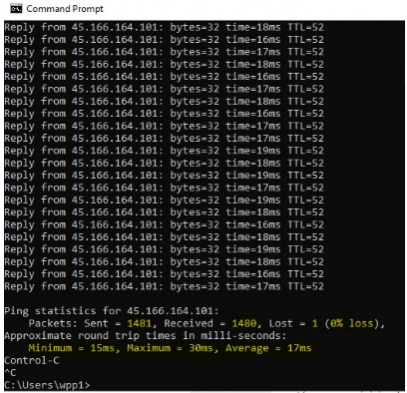 Command Prompt
Reply from 45.166.164.101: bytes=32 time=18ms TTL=52
Reply from 45.166.164.101: bytes=32 time=16ms TTL=52
Reply from 45.166.164.101: bytes=32 time=17ms TTL=52
Reply from 45.166.164.101: bytes=32 time=18ms TTL=52
Reply from 45.166.164.101: bytes=32 time=16ms TTL=52
Reply from 45.166.164.101: bytes=32 time=17ms TTL=52
Reply from 45.166.164.101: bytes=32 time=19ms TTL=52
Reply from 45.166.164.101: bytes=32 time=16ms TTL=52
Reply from 45.166.164.101: bytes=32 time=17ms TTL=52
Reply from 45.166.164.101: bytes=32 time=17ms TTL=52
Reply from 45.166.164.101: bytes=32 time=19ms TTL=52
Reply from 45.166.164.101: bytes=32 time=18ms TTL=52
Reply from 45.166.164.101: bytes=32 time=16ms TTL=52
Reply from 45.166.164.101: bytes=32 time=17ms TTL=52
Reply from 45.166.164.101: bytes=32 time=19ms TTL=52
Reply from 45.166.164.101: bytes=32 time=18ms TTL=52
Reply from 45.166.164.101: bytes=32 time=16ms TTL=52
Reply from 45.166.164.101: bytes=32 time=16ms TTL=52
Reply from 45.166.164.101: bytes=32 time=19ms TTL=52
Reply from 45.166.164.101: bytes=32 time=18ms TTL=52
Reply from 45.166.164.101: bytes=32 time=16ms TTL=52
Reply from 45.166.164.101: bytes=32 time=17ms TTL=52
Ping statistics for 45.166.164.101:
Packets: Sent = 1481, Received = 1480, Lost = 1 (0% loss),
Approximate round trip times in milli-seconds:
Minimum = 15ms, Maximum = 30ms, Average = 17ms
Control-C
^C
C:\Users\wpp1>